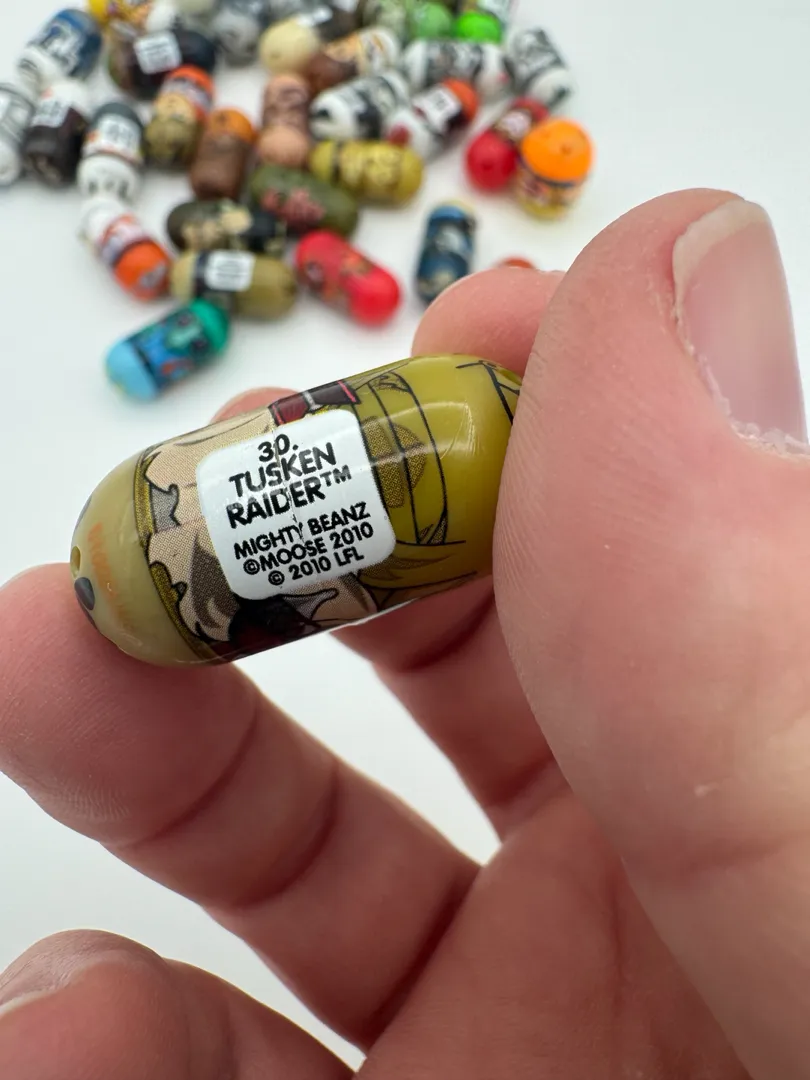 30.
TUSKEN
RAIDER™
MIGHTY BEANZ
©MOOSE 2010
© 2010 LFL